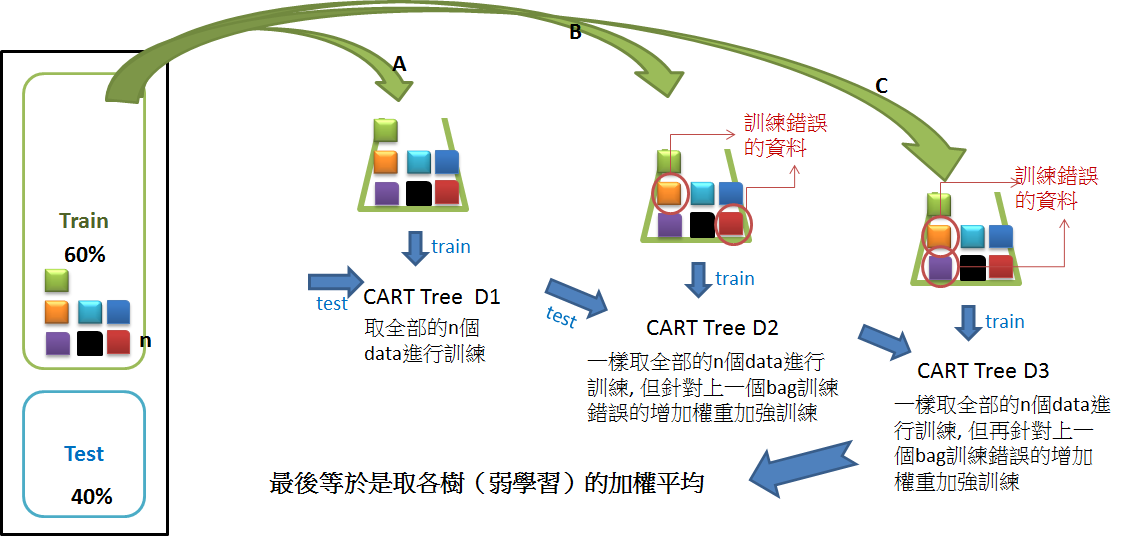 Train
60%
n
Test
40%
A
train
test
CART Tree D1
取全部的n個
data進行訓練
B
訓練錯誤
的資料
train
test
CART Tree D2
一樣取全部的n個data進行
訓練, 但針對上一個bag訓練
錯誤的增加權重加強訓練
C
訓練錯誤
的資料
train
CART Tree D3
一樣取全部的n個data進
行訓練, 但再針對上一
個bag訓練錯誤的增加
權重加強訓練
最後等於是取各樹（弱學習）的加權平均